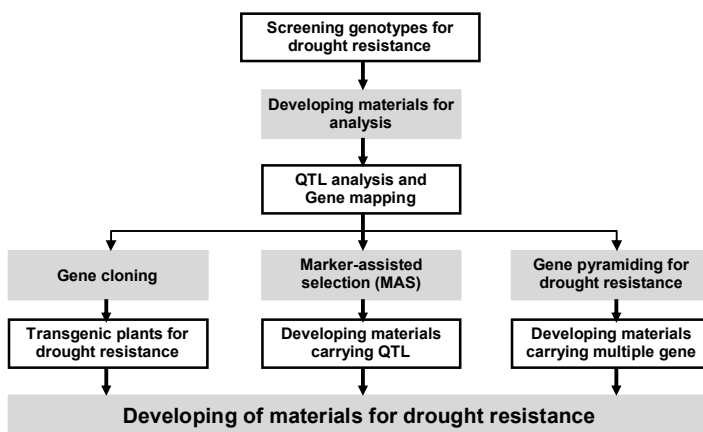 Screening genotypes for
drought resistance
Developing materials for
analysis
QTL analysis and
Gene mapping
Gene cloning
Marker-assisted
selection (MAS)
Gene pyramiding for
drought resistance
Transgenic plants for
drought resistance
Developing materials
carrying QTL
Developing materials
carrying multiple gene
Developing of materials for drought resistance